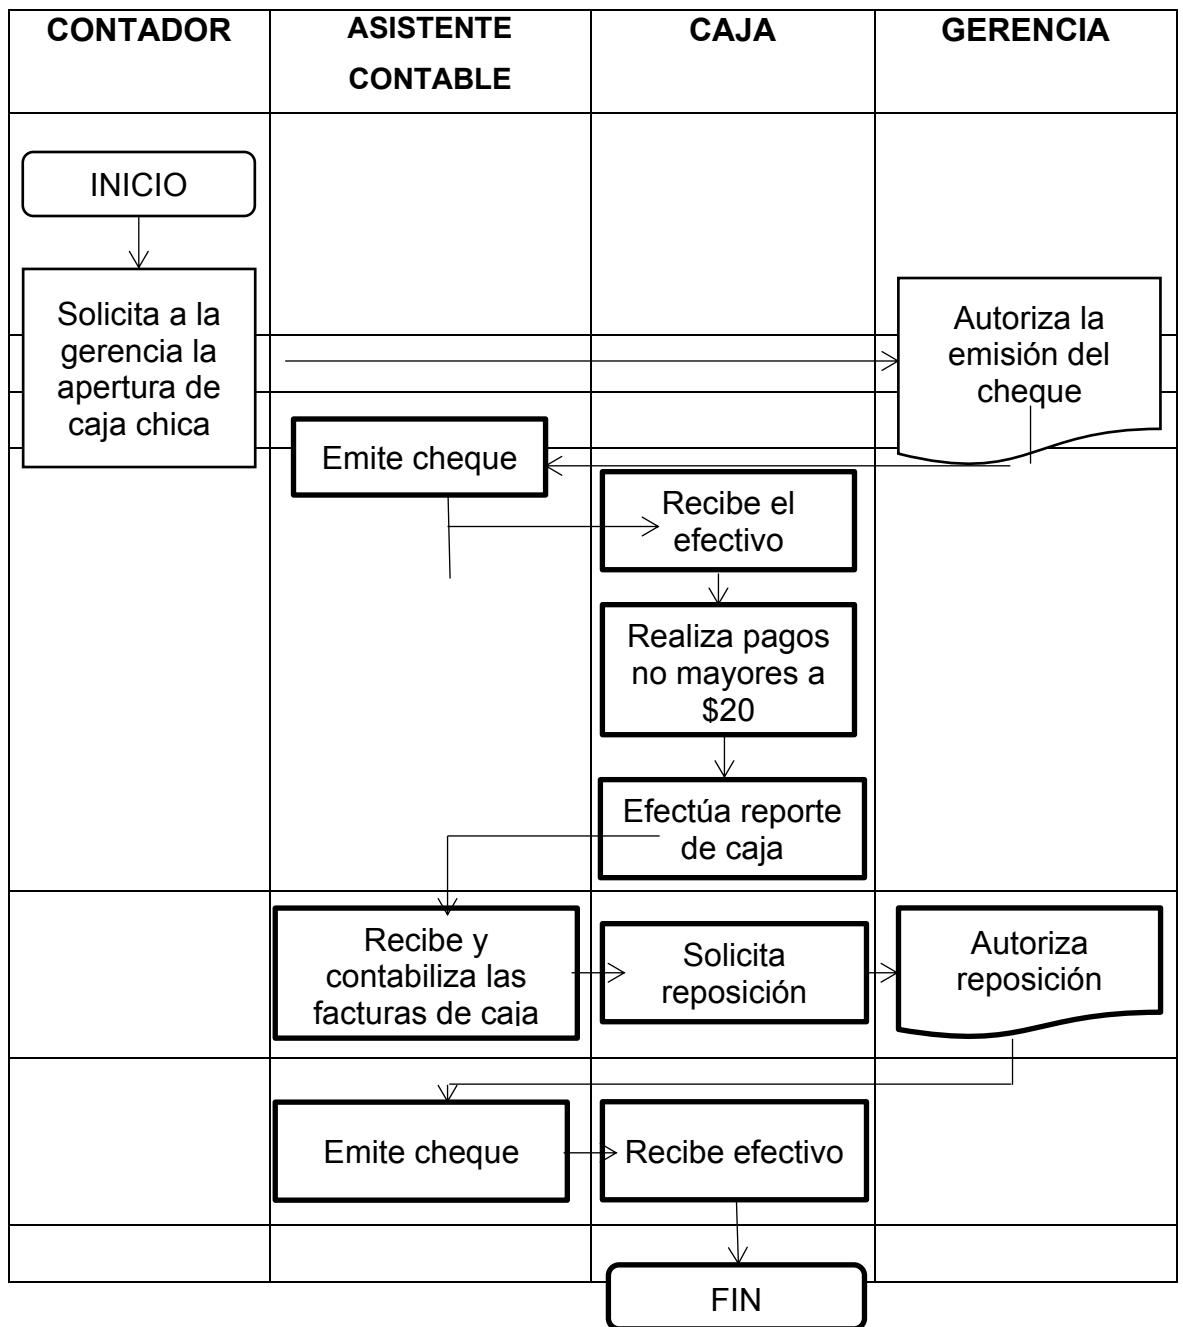 CONTADOR
ASISTENTE
CONTABLE
CAJA
GERENCIA
INICIO
Solicita a la
gerencia la
apertura de
caja chica
Autoriza la
emisión del
cheque
Emite cheque
Recibe el
efectivo
Realiza pagos
no mayores a
$20
Efectúa reporte
de caja
Recibe y
contabiliza las
facturas de caja
Solicita
reposición
Autoriza
reposición
Emite cheque
Recibe efectivo
FIN